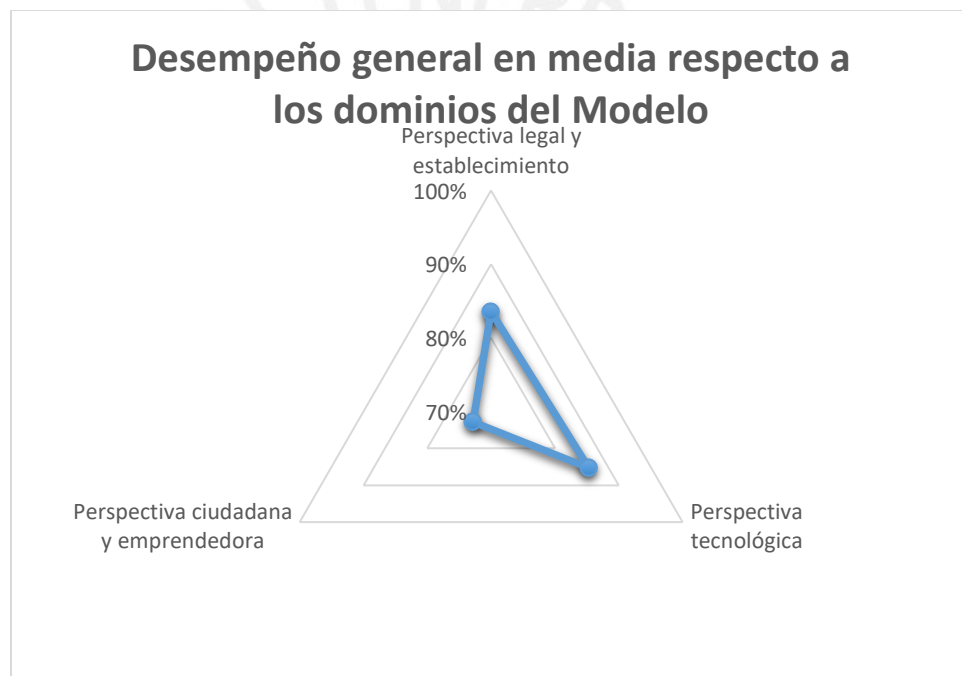 Desempeño general en media respecto a
los dominios del Modelo
Perspectiva legal y
establecimiento
100%
90%
80%
70%
Perspectiva ciudadana
y emprendedora
Perspectiva
tecnológica